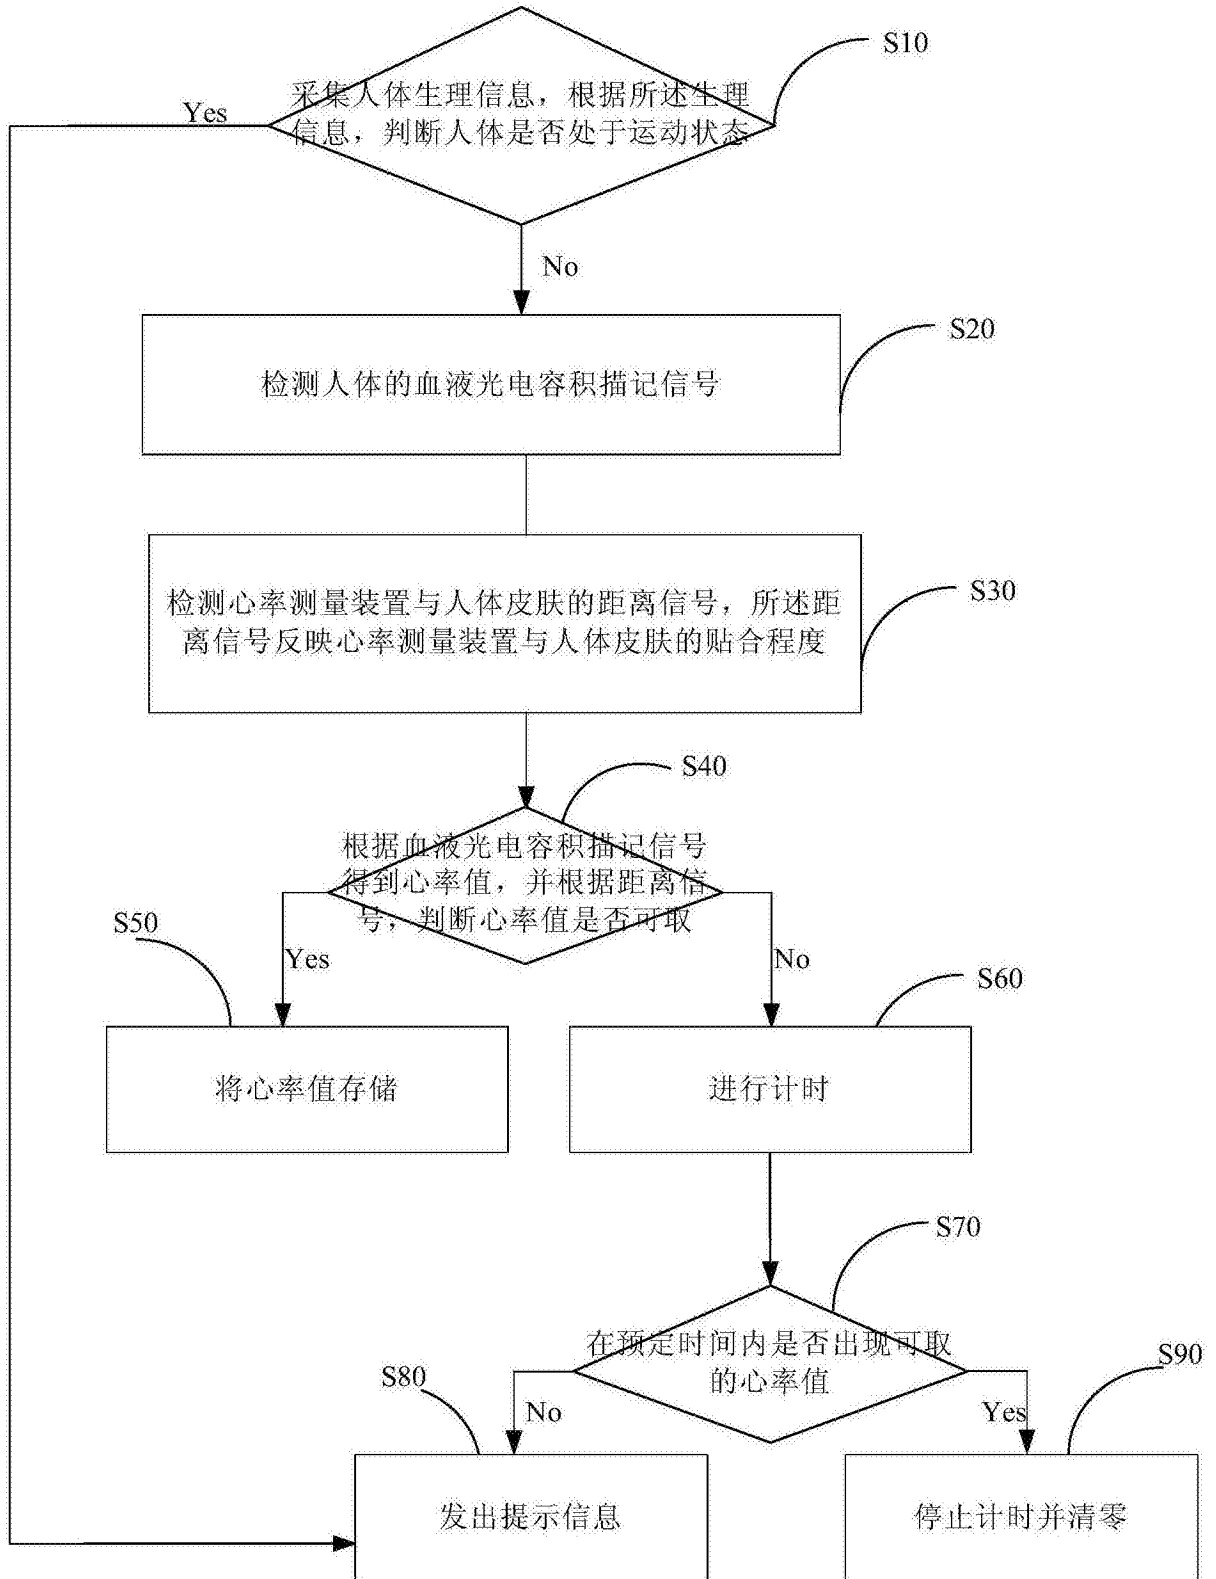 S10
采集人体生理信息，根据所述生理
信息，判断人体是否处于运动状态
Yes
No
S20
检测人体的血液光电容积描记信号
S30
检测心率测量装置与人体皮肤的距离信号，所述距
离信号反映心率测量装置与人体皮肤的贴合程度
S40
根据血液光电容积描记信号
得到心率值，并根据距离信
号，判断心率值是否可取
S50
Yes
No
S60
将心率值存储
进行计时
S70
在预定时间内是否出现可取
的心率值
S80
No
Yes
S90
发出提示信息
停止计时并清零